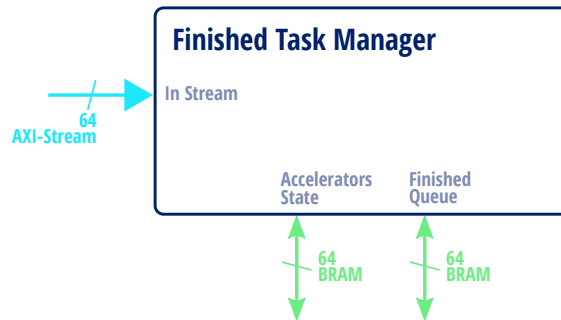 Finished Task Manager
In Stream
64
AXI-Stream
Accelerators
State
Finished
Queue
64
BRAM
64
BRAM